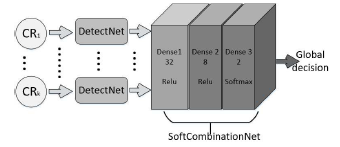 CR₁
DetectNet
CRₖ
DetectNet
Dense1
32
Relu
Dense 2
8
Relu
Dense 3
2
Softmax
Global
decision
SoftCombinationNet